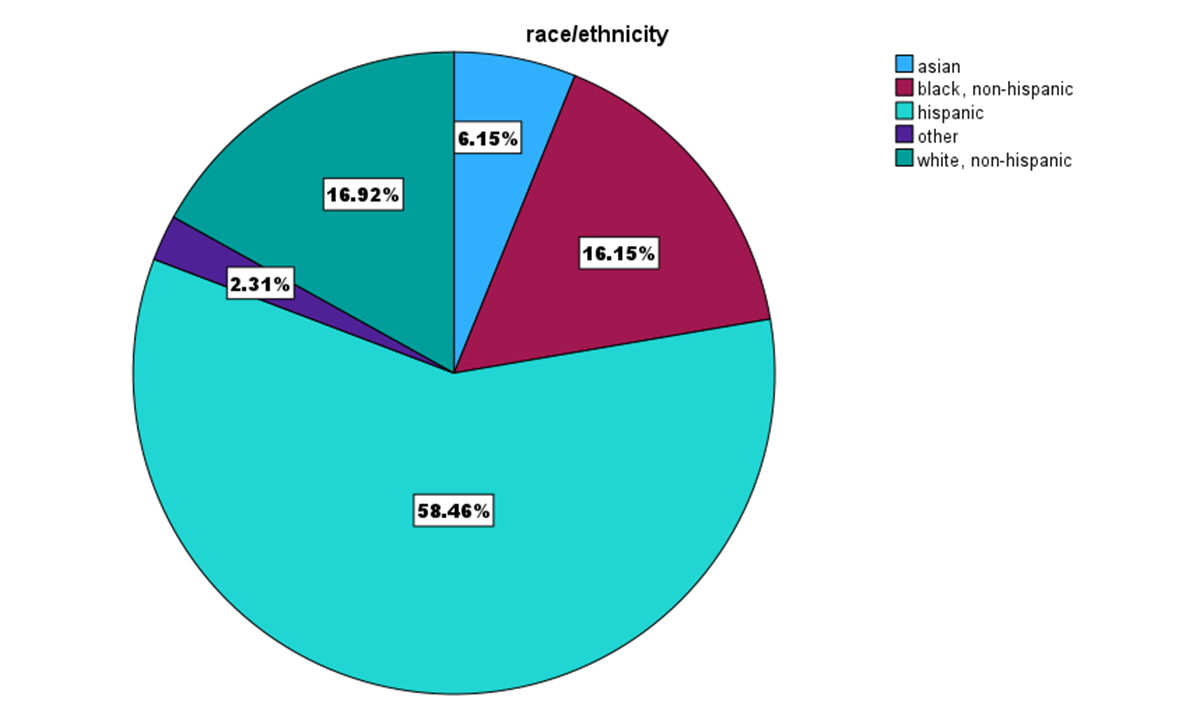 race/ethnicity
asian
black, non-hispanic
hispanic
other
white, non-hispanic
6.15%
16.92%
16.15%
2.31%
58.46%